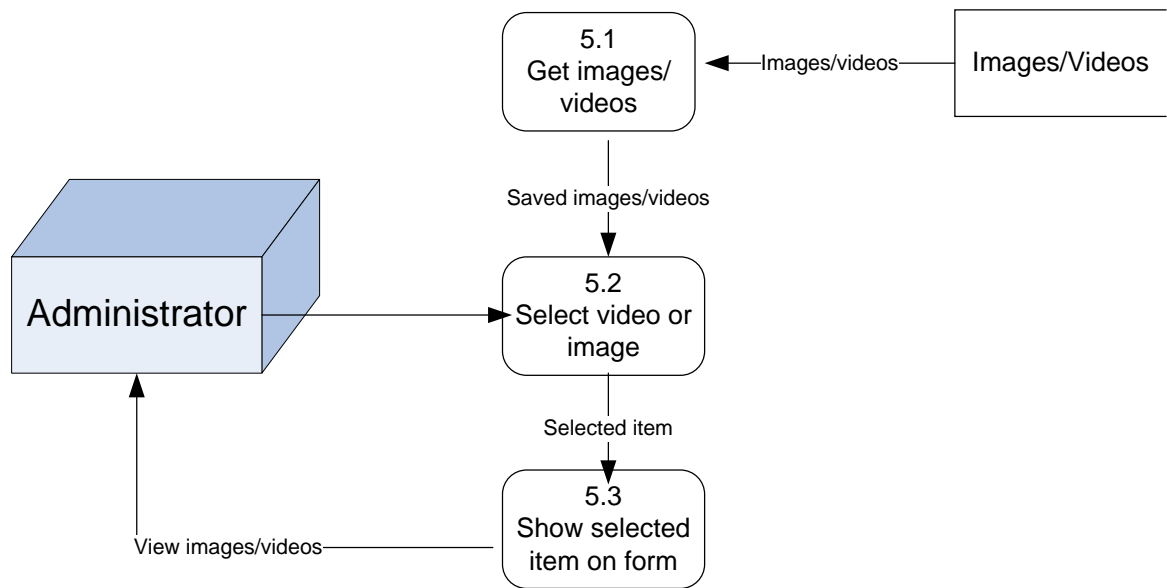 5.1
Get images/
videos
Images/videos
Images/Videos
Saved images/videos
Administrator
5.2
Select video or
image
Selected item
5.3
Show selected
item on form
View images/videos